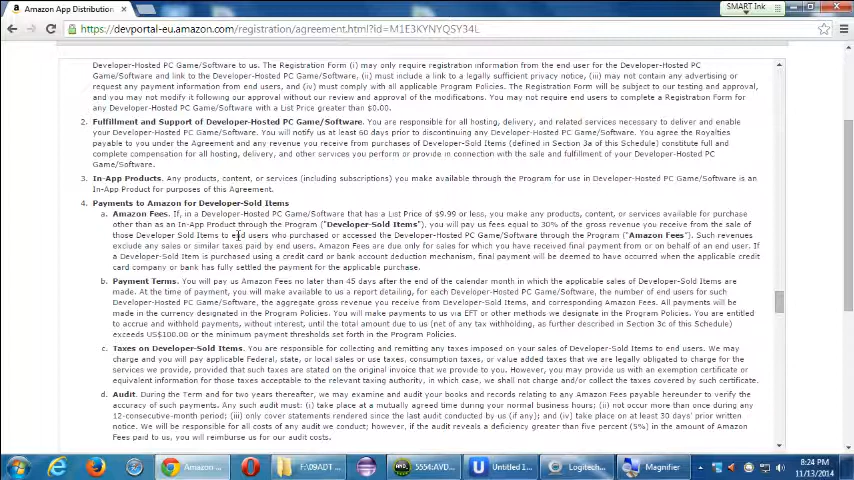 Amazon App Distribution
SMART Ink
https://devportal-eu.amazon.com/registration/agreement.html?id=M1E3KYNYQSY34L
Developer-Hosted PC Game/Software to us. The Registration Form (i) may only require registration information from the end user for the Developer-Hosted PC
Game/Software and link to the Developer-Hosted PC Game/Software, (ii) must include a link to a legally sufficient privacy notice, (iii) may not contain any advertising or
request any payment information from end users, and (iv) must comply with all applicable Program Policies. The Registration Form will be subject to our testing and approval,
and you may not modify it following our approval without our review and approval of the modifications. You may not require end users to complete a Registration Form for
any Developer-Hosted PC Game/Software with a List Price greater than $0.00.
2. Fulfillment and Support of Developer-Hosted PC Game/Software. You are responsible for all hosting, delivery, and related services necessary to deliver and enable
your Developer-Hosted PC Game/Software. You will notify us at least 60 days prior to discontinuing any Developer-Hosted PC Game/Software. You agree the Royalties
payable to you under the Agreement and any revenue you receive from purchases of Developer-Sold Items (defined in Section 3a of this Schedule) constitute full and
complete compensation for all hosting, delivery, and other services you perform or provide in connection with the sale and fulfillment of your Developer-Hosted PC
Game/Software.
3. In-App Products. Any products, content, or services (including subscriptions) you make available through the Program for use in Developer-Hosted PC Game/Software is an
In-App Product for purposes of this Agreement.
4. Payments to Amazon for Developer-Sold Items
a. Amazon Fees. If, in a Developer-Hosted PC Game/Software that has a List Price of $9.99 or less, you make any products, content, or services available for purchase
other than as an In-App Product through the Program ("Developer-Sold Items"), you will pay us fees equal to 30% of the gross revenue you receive from the sale of
those Developer Sold Items to end users who purchased or accessed the Developer-Hosted PC Game/Software through the Program ("Amazon Fees"). Such revenues
exclude any sales or similar taxes paid by end users. Amazon Fees are due only for sales for which you have received final payment from or on behalf of an end user. If
a Developer-Sold Item is purchased using a credit card or bank account deduction mechanism, final payment will be deemed to have occurred when the applicable credit
card company or bank has fully settled the payment for the applicable purchase.
b. Payment Terms. You will pay us Amazon Fees no later than 45 days after the end of the calendar month in which the applicable sales of Developer-Sold Items are
made. At the time of payment, you will make available to us a report detailing, for each Developer-Hosted PC Game/Software, the number of end users for such
Developer-Hosted PC Game/Software, the aggregate gross revenue you receive from Developer-Sold Items, and corresponding Amazon Fees. All payments will be
made in the currency designated in the Program Policies. You will make payments to us via EFT or other methods we designate in the Program Policies. You are entitled
to accrue and withhold payments, without interest, until the total amount due to us (net of any tax withholding, as further described in Section 3c of this Schedule)
exceeds US$100.00 or the minimum payment thresholds set forth in the Program Policies.
c. Taxes on Developer-Sold Items. You are responsible for collecting and remitting any taxes imposed on your sales of Developer-Sold Items to end users. We may
charge and you will pay applicable Federal, state, or local sales or use taxes, consumption taxes, or value added taxes that we are legally obligated to charge for the
services we provide, provided that such taxes are stated on the original invoice that we provide to you. However, you may provide us with an exemption certificate or
equivalent information for those taxes acceptable to the relevant taxing authority, in which case, we shall not charge and/or collect the taxes covered by such certificate.
d. Audit. During the Term and for two years thereafter, we may examine and audit your books and records relating to any Amazon Fees payable hereunder to verify the
accuracy of such payments. Any such audit must: (i) take place at a mutually agreed time during your normal business hours; (ii) not occur more than once during any
12-consecutive-month period; (iii) only cover statements rendered since the last audit conducted by us (if any); and (iv) take place on at least 30 days' prior written
notice. We will be responsible for all costs of any audit we conduct; however, if the audit reveals a deficiency greater than five percent (5%) in the amount of Amazon
Fees paid to us, you will reimburse us for our audit costs.
Amazon ...
F:\09ADT ...
5554:AVD...
Untitled 1...
Logitech...
Magnifier
8:24 PM
11/13/2014